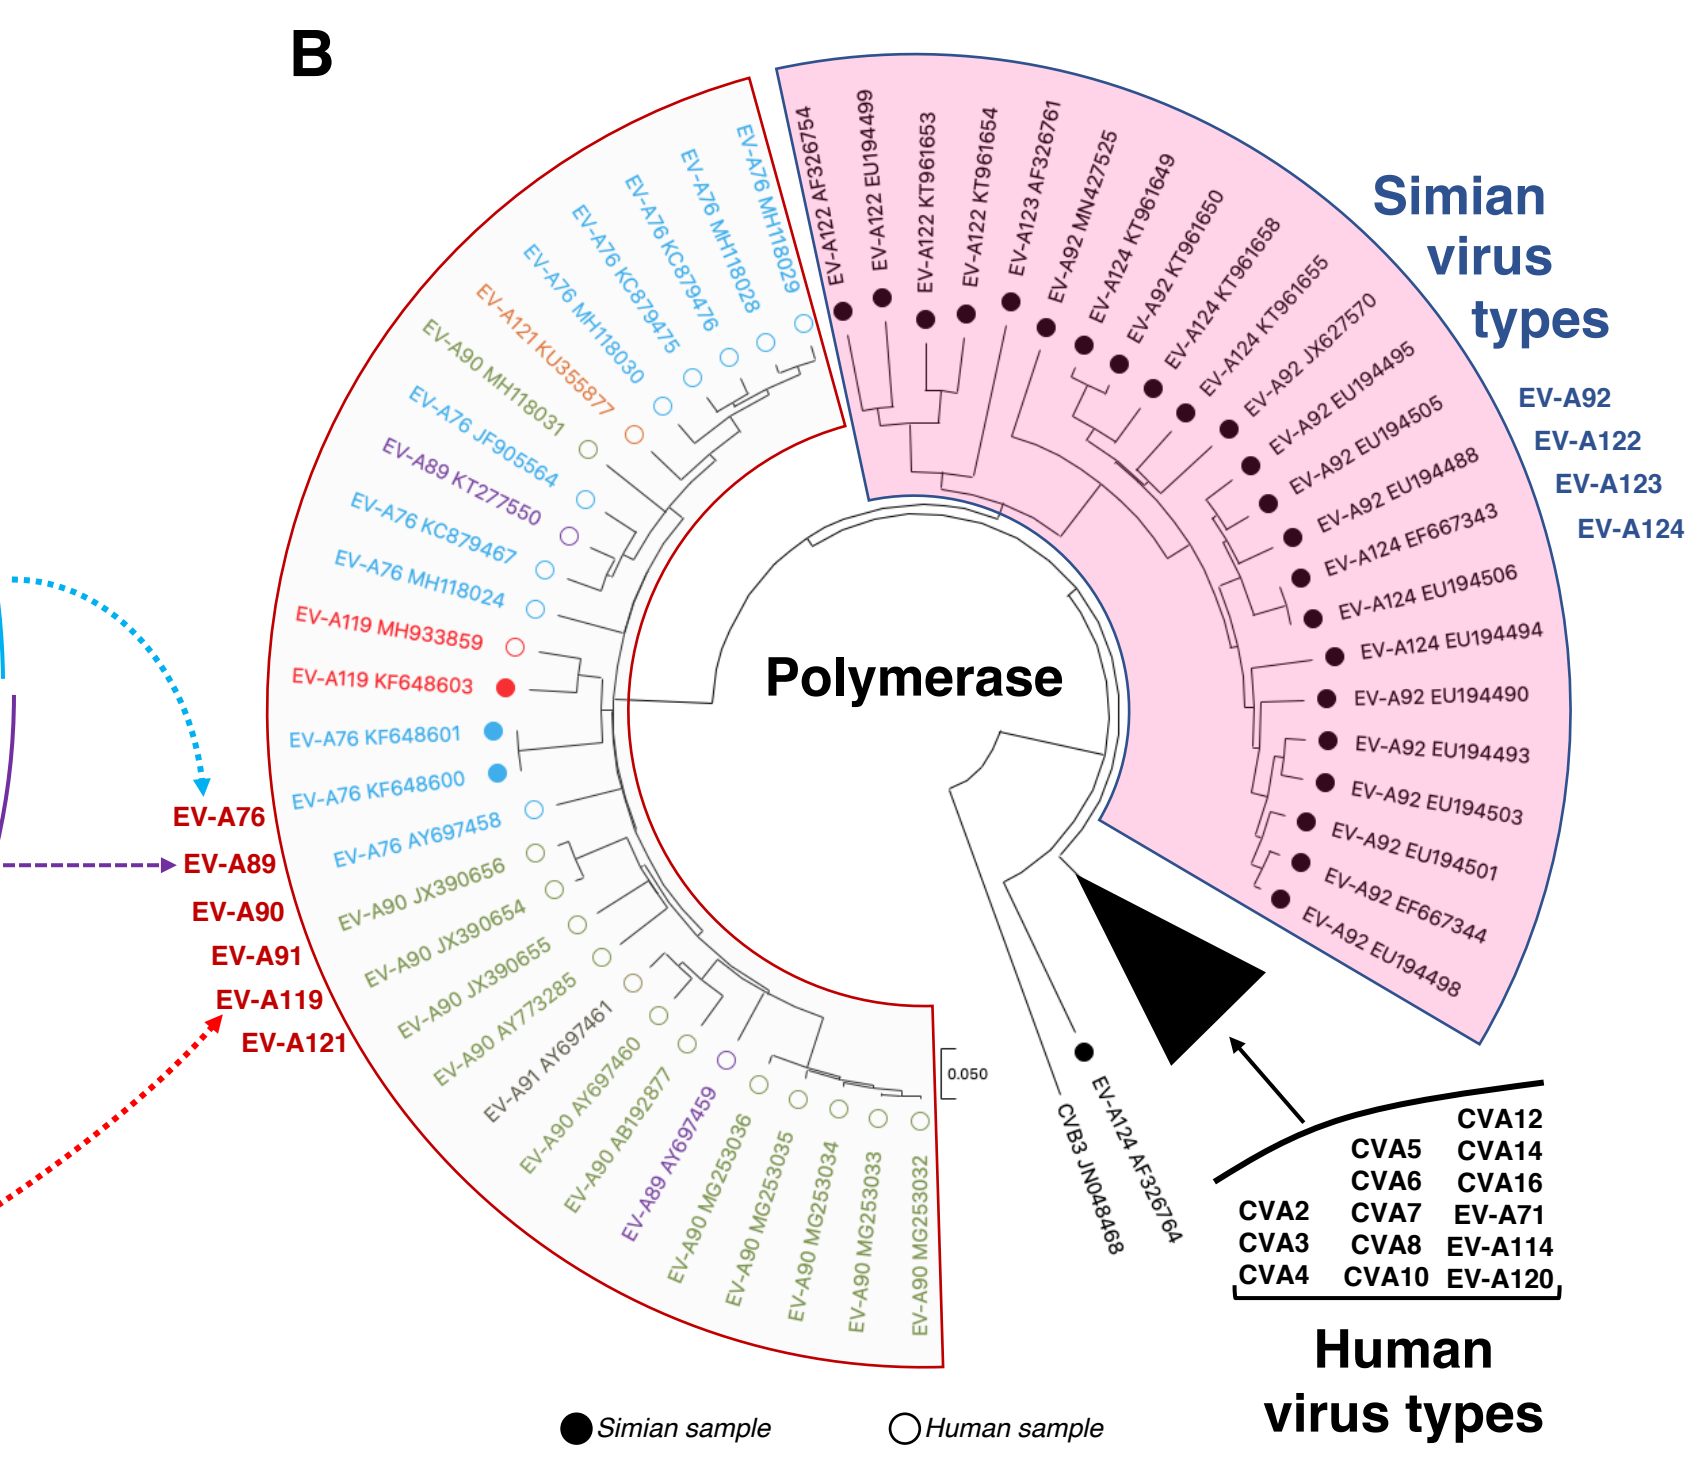 B
EV-A76 MH118029
EV-A76 MH118028
EV-A76 KC879476
EV-A76 KC879475
EV-A76 MH118030
EV-A121 KU355877
EV-A90 MH118031
EV-A76 JF905564
EV-A89 KT277550
EV-A76 KC879467
EV-A76 MH118024
EV-A119 MH933859
EV-A119 KF648603
EV-A76 KF648601
EV-A76 KF648600
EV-A76 AY697458
EV-A90 JX390656
EV-A90 JX390654
EV-A90 JX390655
EV-A90 AY773285
EV-A91 AY697461
EV-A90 AY697460
EV-A90 AB192877
EV-A89 AY697459
EV-A90 MG253036
EV-A90 MG253035
EV-A90 MG253034
EV-A90 MG253033
EV-A90 MG253032
EV-A122 AF326754
EV-A122 EU194499
EV-A122 KT961653
EV-A122 KT961654
EV-A123 AF326761
EV-A92 MN427525
EV-A124 KT961649
EV-A92 KT961650
EV-A124 KT961658
EV-A124 KT961655
EV-A92 JX627570
EV-A92 EU194495
EV-A92 EU194505
EV-A92 EU194488
EV-A124 EF667343
EV-A124 EU194506
EV-A124 EU194494
EV-A92 EU194490
EV-A92 EU194493
EV-A92 EU194503
EV-A92 EU194501
EV-A92 EF667344
EV-A92 EU194498
Simian
virus
types
EV-A92
EV-A122
EV-A123
EV-A124
Polymerase
EV-A76
EV-A89
EV-A90
EV-A91
EV-A119
EV-A121
0.050
EV-A124 AF326764
CVB3 JN048468
CVA2
CVA3
CVA4
CVA5
CVA6
CVA7
CVA8
CVA10
CVA12
CVA14
CVA16
EV-A71
EV-A114
EV-A120
Human
virus types
Simian sample
Human sample